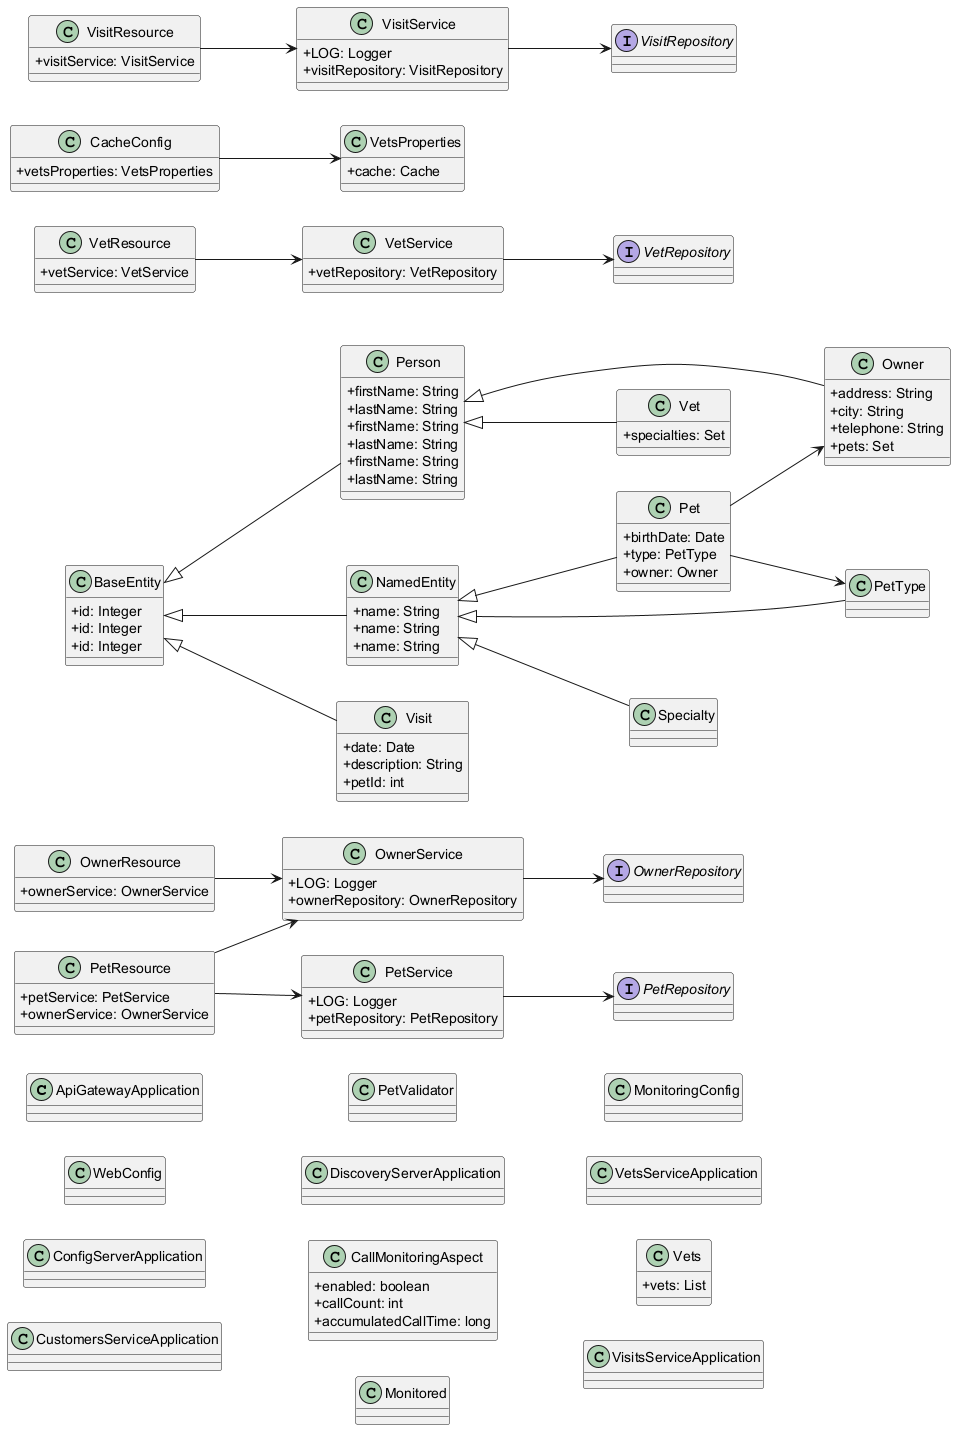 C VisitResource
+visitService: VisitService
C VisitService
+LOG: Logger
+visitRepository: VisitRepository
I VisitRepository
C CacheConfig
+vetsProperties: VetsProperties
C VetsProperties
+cache: Cache
C VetResource
+vetService: VetService
C VetService
+vetRepository: VetRepository
I VetRepository
C Person
+firstName: String
+lastName: String
+firstName: String
+lastName: String
+firstName: String
+lastName: String
C Owner
+address: String
+city: String
+telephone: String
+pets: Set
C Vet
+specialties: Set
C Pet
+birthDate: Date
+type: PetType
+owner: Owner
C BaseEntity
+id: Integer
+id: Integer
+id: Integer
C NamedEntity
+name: String
+name: String
+name: String
C PetType
C Visit
+date: Date
+description: String
+petId: int
C Specialty
C OwnerResource
+ownerService: OwnerService
C OwnerService
+LOG: Logger
+ownerRepository: OwnerRepository
I OwnerRepository
C PetResource
+petService: PetService
+ownerService: OwnerService
C PetService
+LOG: Logger
+petRepository: PetRepository
I PetRepository
C ApiGatewayApplication
C PetValidator
C MonitoringConfig
C WebConfig
C DiscoveryServerApplication
C VetsServiceApplication
C ConfigServerApplication
C CallMonitoringAspect
+enabled: boolean
+callCount: int
+accumulatedCallTime: long
C Vets
+vets: List
C CustomersServiceApplication
C VisitsServiceApplication
C Monitored